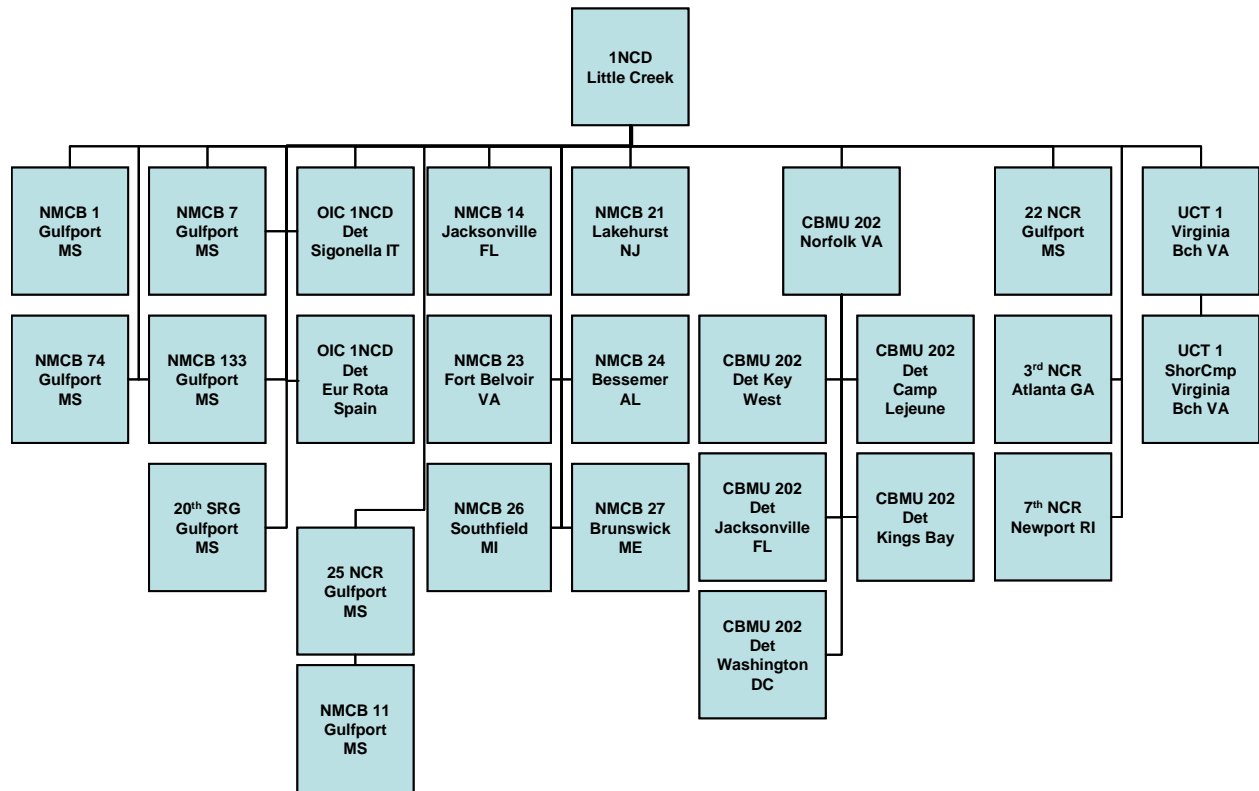 1NCD
Little Creek
NMCB 1
Gulfport
MS
NMCB 7
Gulfport
MS
OIC 1NCD
Det
Sigonella IT
NMCB 14
Jacksonville
FL
NMCB 21
Lakehurst
NJ
CBMU 202
Norfolk VA
22 NCR
Gulfport
MS
UCT 1
Virginia
Bch VA
NMCB 74
Gulfport
MS
NMCB 133
Gulfport
MS
OIC 1NCD
Det
Eur Rota
Spain
NMCB 23
Fort Belvoir
VA
NMCB 24
Bessemer
AL
CBMU 202
Det Key
West
CBMU 202
Det
Camp
Lejeune
3rd NCR
Atlanta GA
UCT 1
ShorCmp
Virginia
Bch VA
20th SRG
Gulfport
MS
25 NCR
Gulfport
MS
NMCB 26
Southfield
MI
NMCB 27
Brunswick
ME
CBMU 202
Det
Jacksonville
FL
CBMU 202
Det
Kings Bay
7th NCR
Newport RI
NMCB 11
Gulfport
MS
CBMU 202
Det
Washington
DC